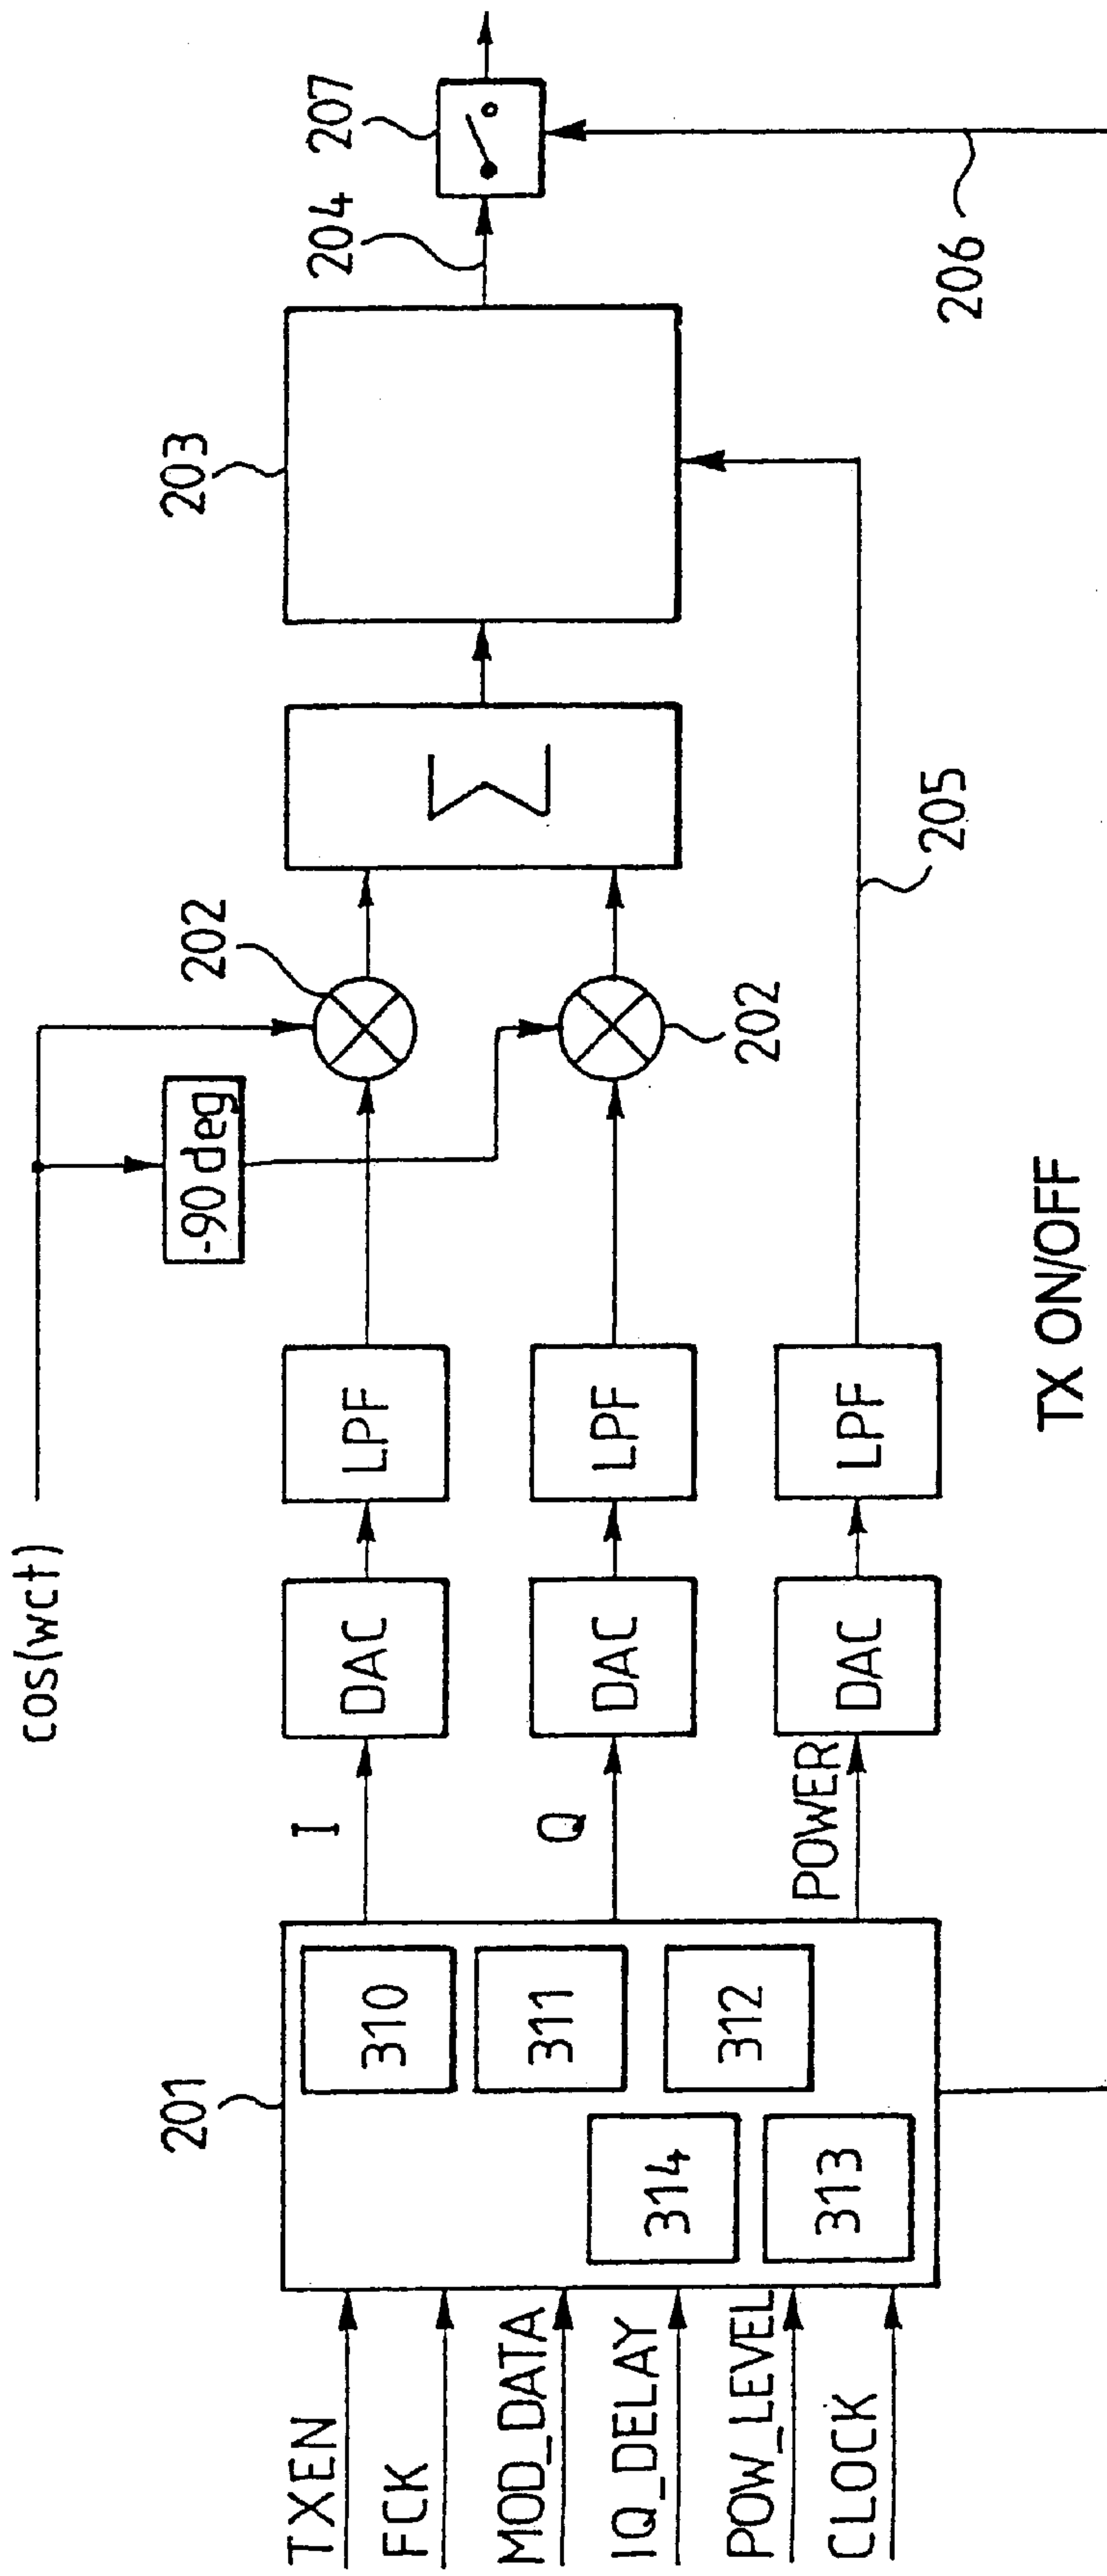 cos(wct)
-90 deg
202
203
204
207
TXEN
FCK
MOD_DATA
IQ_DELAY
POW_LEVEL
CLOCK
201
310
311
312
314
313
I
DAC
LPF
Σ
Q
DAC
LPF
202
POWER
DAC
LPF
205
206
TX ON/OFF